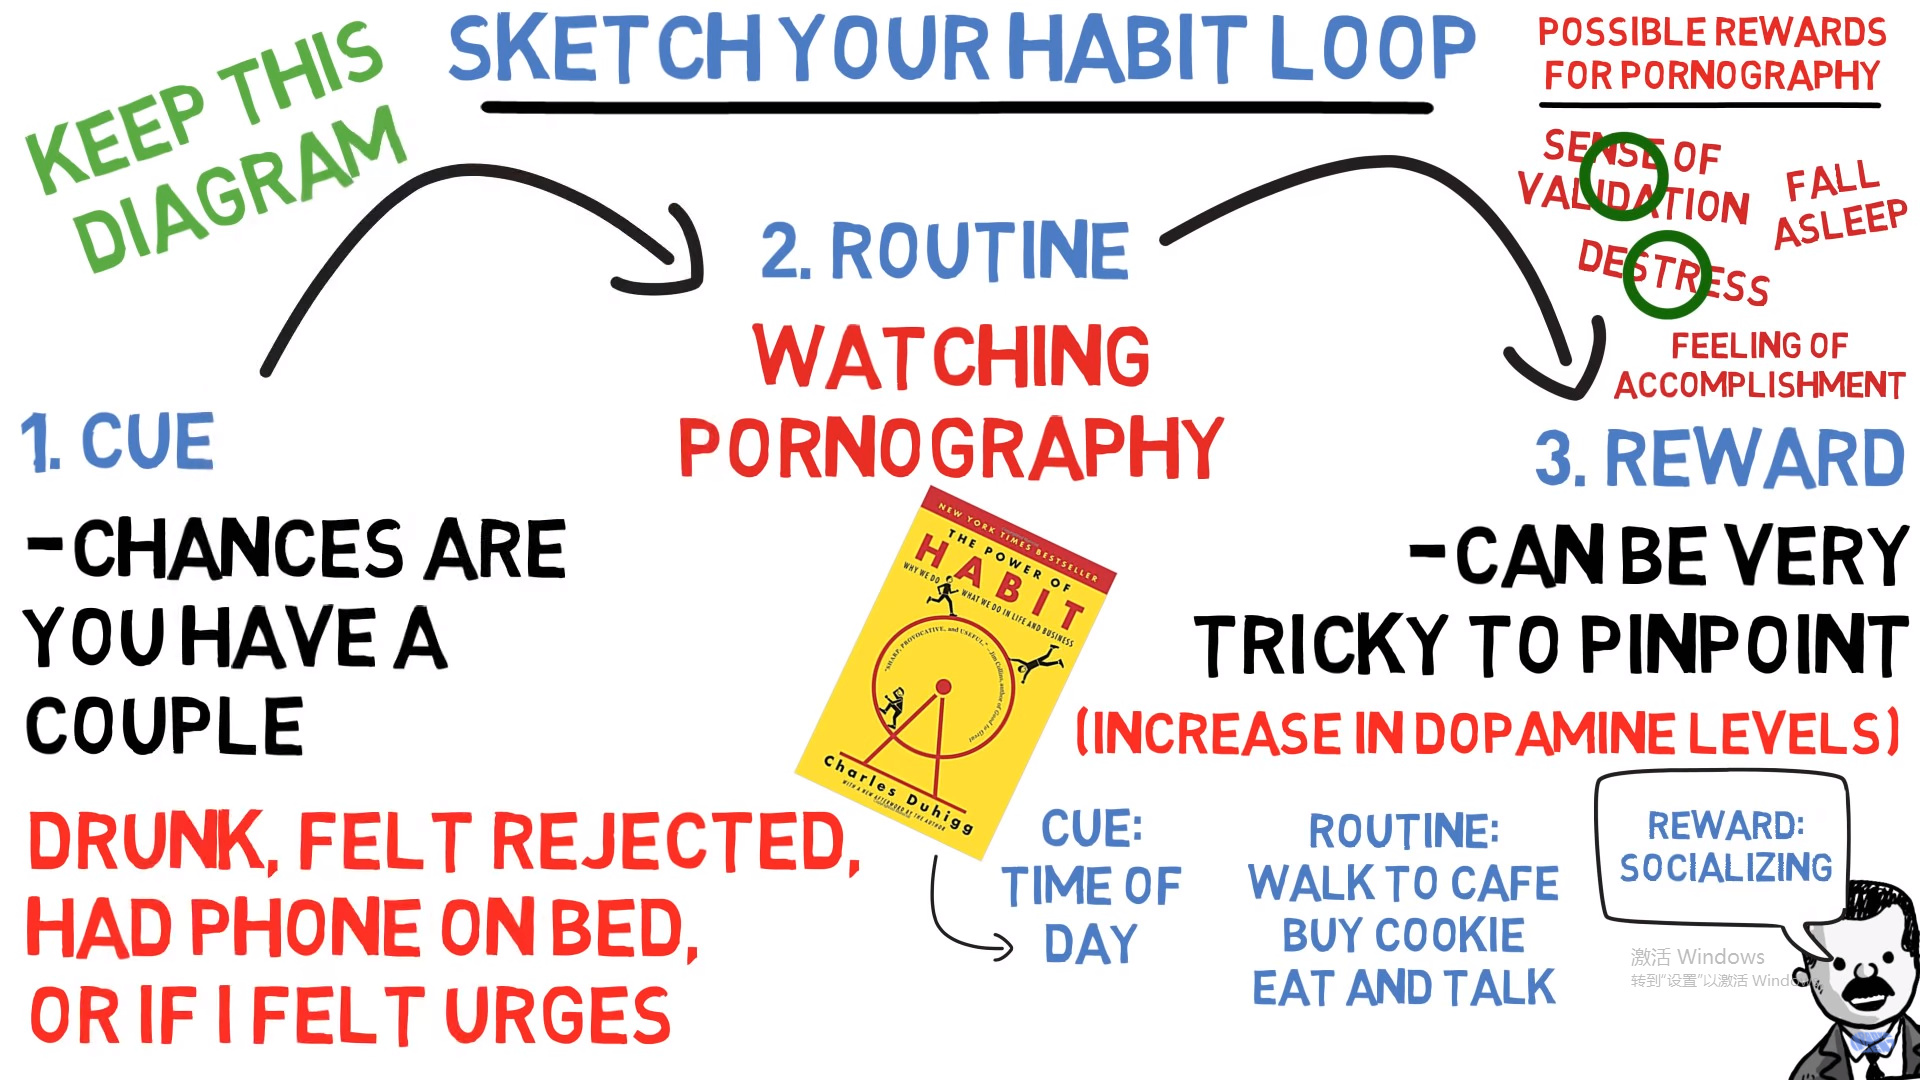 SKETCH YOUR HABIT LOOP
KEEP THIS
DIAGRAM
POSSIBLE REWARDS
FOR PORNOGRAPHY
SENSE OF
VALIDATION
FALL
ASLEEP
DESTRESS
FEELING OF
ACCOMPLISHMENT
1. CUE
-CHANCES ARE
YOU HAVE A
COUPLE
DRUNK, FELT REJECTED,
HAD PHONE ON BED,
OR IF I FELT URGES
2. ROUTINE
WATCHING
PORNOGRAPHY
NEW YORK TIMES BESTSELLER
THE POWER OF
HABIT
WHY WE DO
WHAT WE DO IN LIFE AND BUSINESS
"SHARP, PROVOCATIVE, and USEFUL." —Jim Collins, author of Good to Great
Charles Duhigg
WITH A NEW AFTERWORD BY THE AUTHOR
3. REWARD
-CAN BE VERY
TRICKY TO PINPOINT
(INCREASE IN DOPAMINE LEVELS)
CUE:
TIME OF
DAY
ROUTINE:
WALK TO CAFE
BUY COOKIE
EAT AND TALK
REWARD:
SOCIALIZING
激活 Windows
转到“设置”以激活 Windows